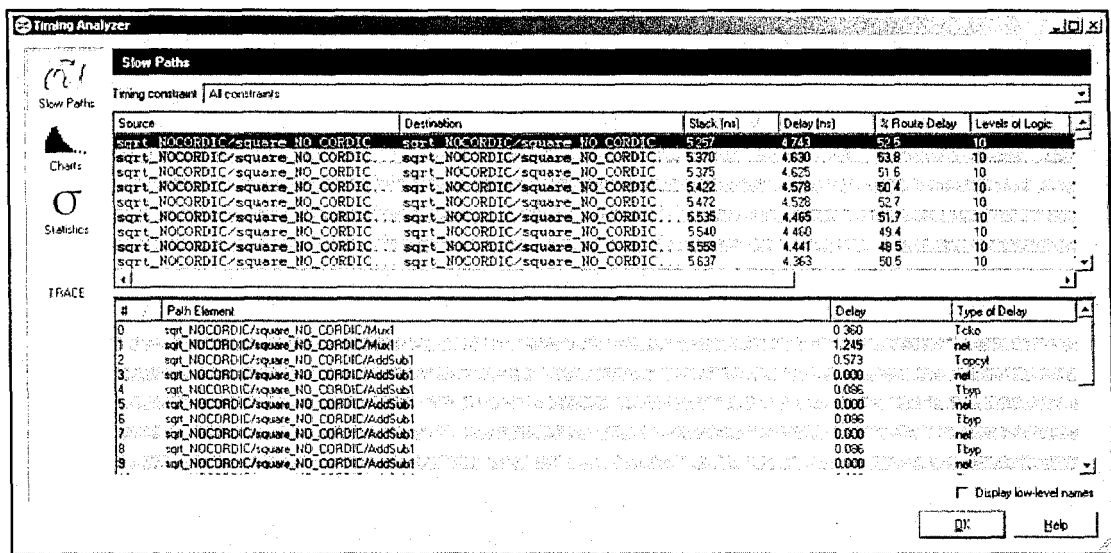 Timing Analyzer
Slow Paths
Charts
Statistics
TRACE
Slow Paths
Timing constraint All constraints
Source Destination Slack (ns) Delay (ns) % Route Delay Levels of Logic
sqrt_NOCORDIC/square_NO_CORDIC... sqrt_NOCORDIC/square_NO_CORDIC... 5.257 4.743 52.5 10
sqrt_NOCORDIC/square_NO_CORDIC... sqrt_NOCORDIC/square_NO_CORDIC... 5.370 4.630 53.8 10
sqrt_NOCORDIC/square_NO_CORDIC... sqrt_NOCORDIC/square_NO_CORDIC... 5.375 4.625 51.6 10
sqrt_NOCORDIC/square_NO_CORDIC... sqrt_NOCORDIC/square_NO_CORDIC... 5.422 4.578 50.4 10
sqrt_NOCORDIC/square_NO_CORDIC... sqrt_NOCORDIC/square_NO_CORDIC... 5.472 4.528 52.7 10
sqrt_NOCORDIC/square_NO_CORDIC... sqrt_NOCORDIC/square_NO_CORDIC... 5.535 4.465 51.7 10
sqrt_NOCORDIC/square_NO_CORDIC... sqrt_NOCORDIC/square_NO_CORDIC... 5.540 4.460 49.4 10
sqrt_NOCORDIC/square_NO_CORDIC... sqrt_NOCORDIC/square_NO_CORDIC... 5.559 4.441 48.5 10
sqrt_NOCORDIC/square_NO_CORDIC... sqrt_NOCORDIC/square_NO_CORDIC... 5.637 4.363 50.5 10
# Path Element Delay Type of Delay
0 sqrt_NOCORDIC/square_NO_CORDIC/Mux1 0.360 Tcko
1 sqrt_NOCORDIC/square_NO_CORDIC/Mux1 1.245 net
2 sqrt_NOCORDIC/square_NO_CORDIC/AddSub1 0.573 Topcyf
3 sqrt_NOCORDIC/square_NO_CORDIC/AddSub1 0.000 net
4 sqrt_NOCORDIC/square_NO_CORDIC/AddSub1 0.086 Tbyp
5 sqrt_NOCORDIC/square_NO_CORDIC/AddSub1 0.000 net
6 sqrt_NOCORDIC/square_NO_CORDIC/AddSub1 0.086 Tbyp
7 sqrt_NOCORDIC/square_NO_CORDIC/AddSub1 0.000 net
8 sqrt_NOCORDIC/square_NO_CORDIC/AddSub1 0.086 Tbyp
9 sqrt_NOCORDIC/square_NO_CORDIC/AddSub1 0.000 net
Display low-level names
OK Help